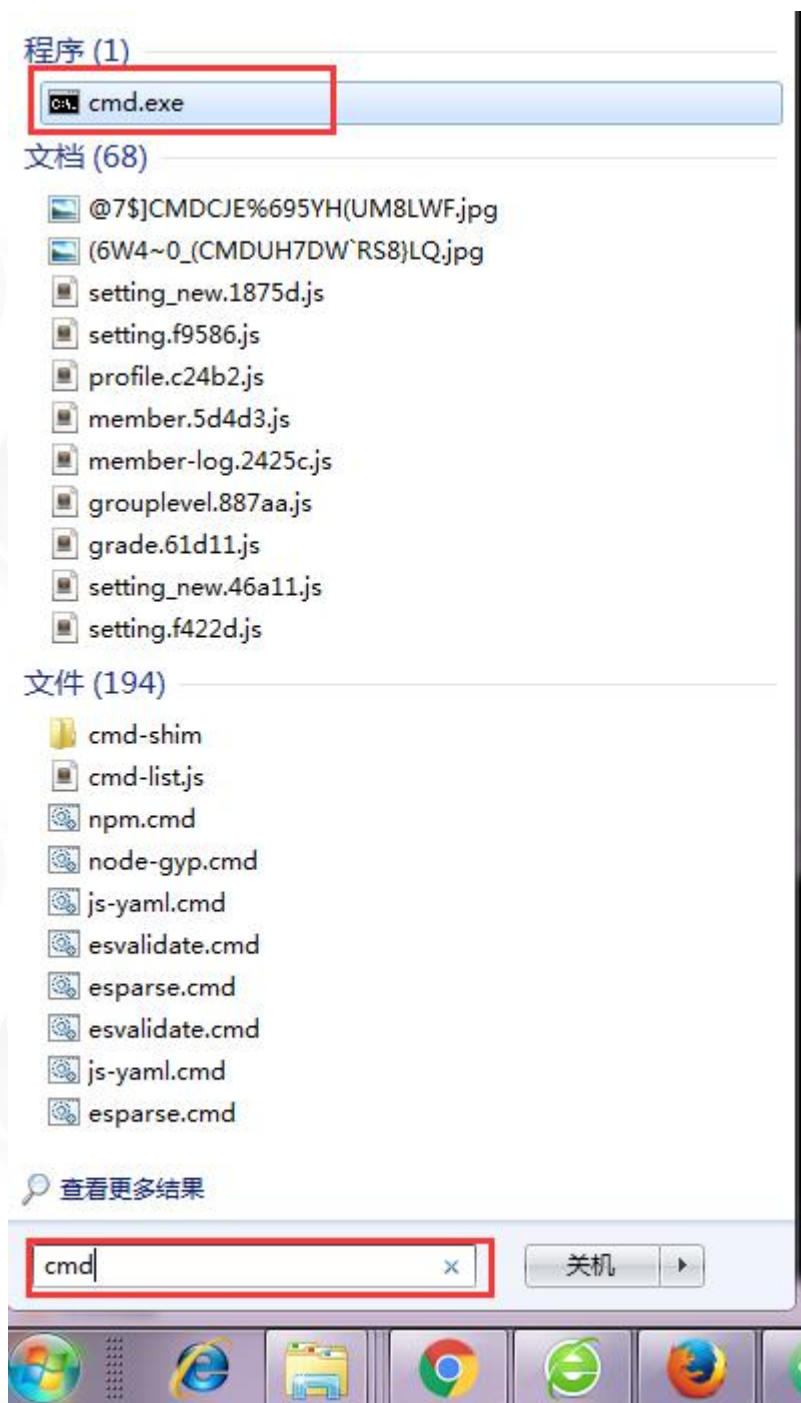 程序 (1)
cmd.exe
文档 (68)
@7$]CMDCJE%695YH(UM8LWF.jpg
(6W4~0_(CMDUH7DW`RS8}LQ.jpg
setting_new.1875d.js
setting.f9586.js
profile.c24b2.js
member.5d4d3.js
member-log.2425c.js
grouplevel.887aa.js
grade.61d11.js
setting_new.46a11.js
setting.f422d.js
文件 (194)
cmd-shim
cmd-list.js
npm.cmd
node-gyp.cmd
js-yaml.cmd
esvalidate.cmd
esparse.cmd
esvalidate.cmd
js-yaml.cmd
esparse.cmd
查看更多结果
cmd
关机